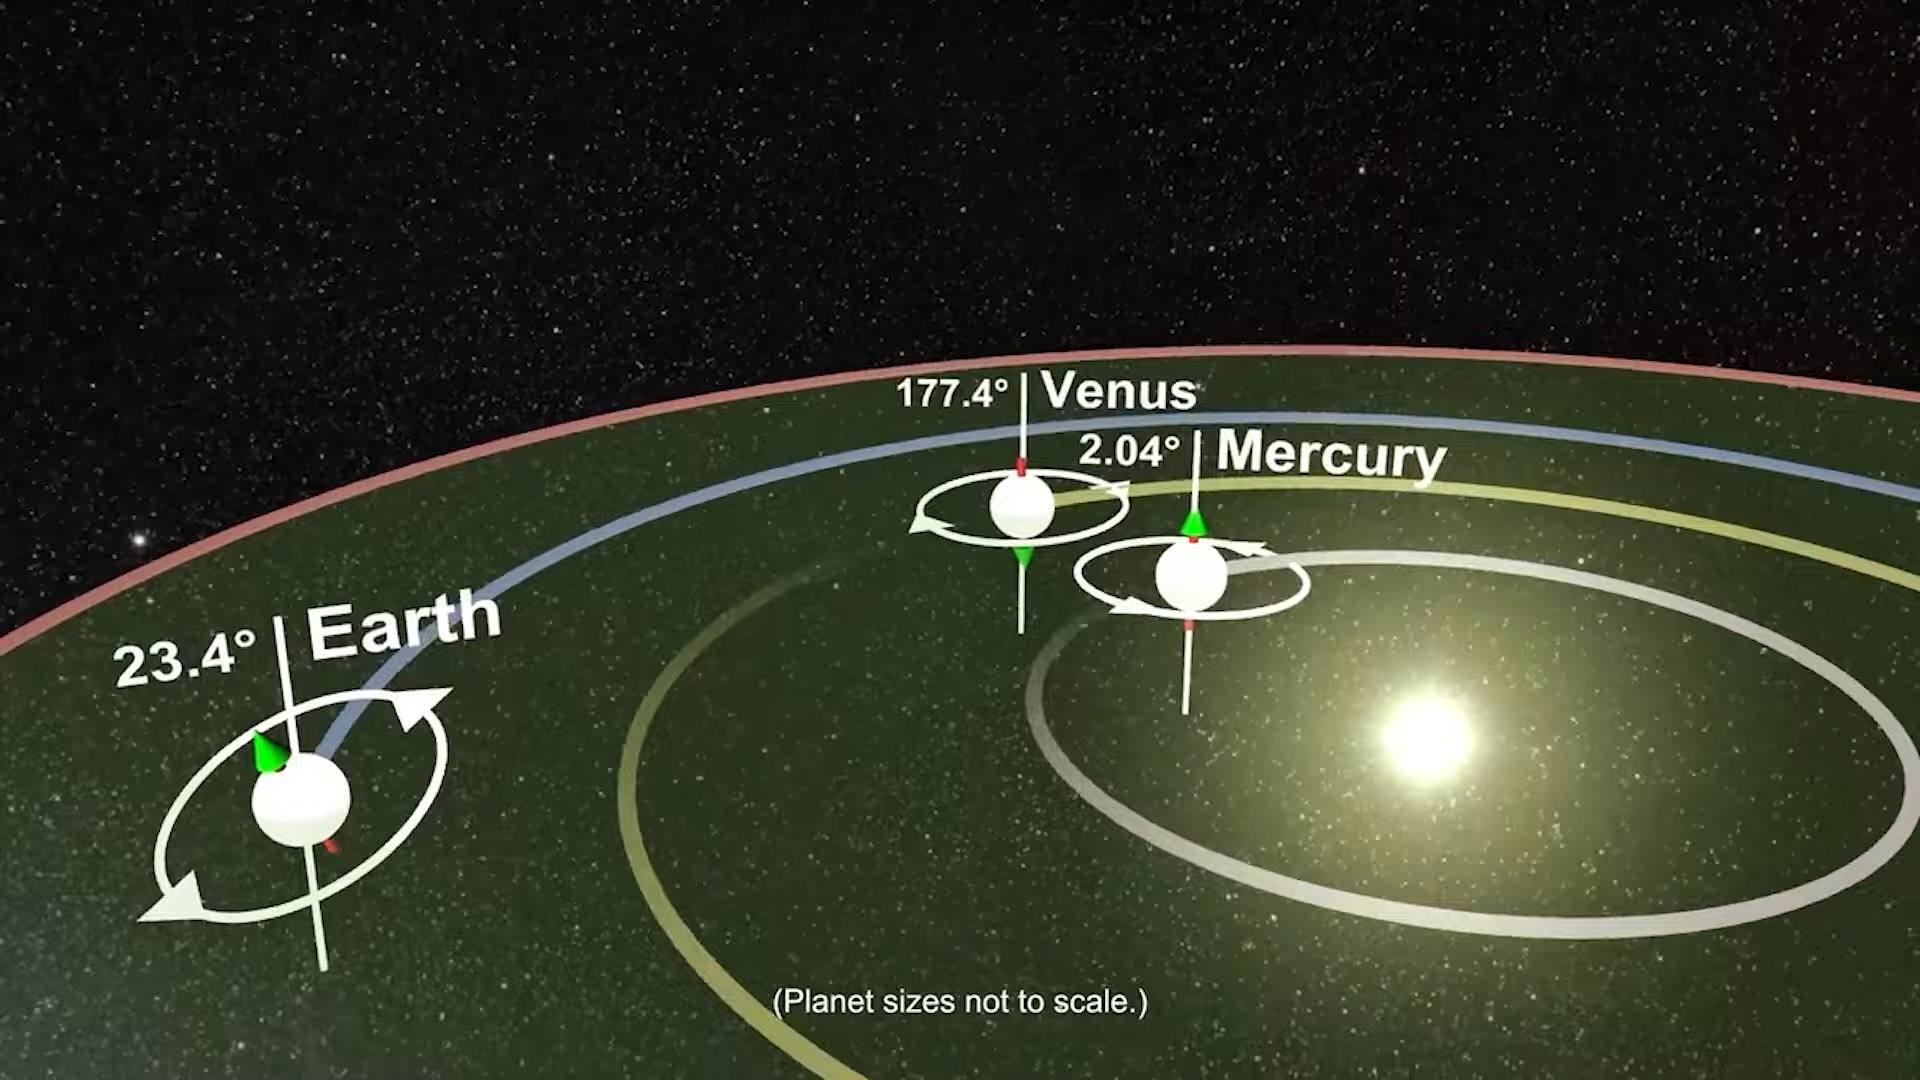 177.4° Venus
2.04° Mercury
23.4° Earth
(Planet sizes not to scale.)